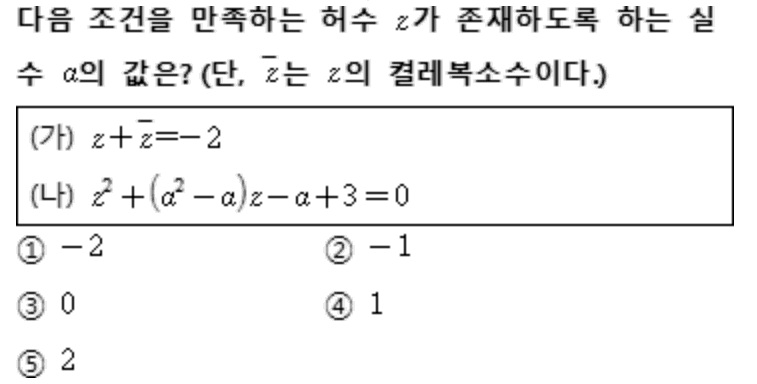 다음 조건을 만족하는 허수 z가 존재하도록 하는 실
수 a의 값은? (단, z̅는 z의 켤레복소수이다.)
(가) z+z̅=−2
(나) z²+(a²−a)z−a+3=0
① −2 ② −1
③ 0 ④ 1
⑤ 2